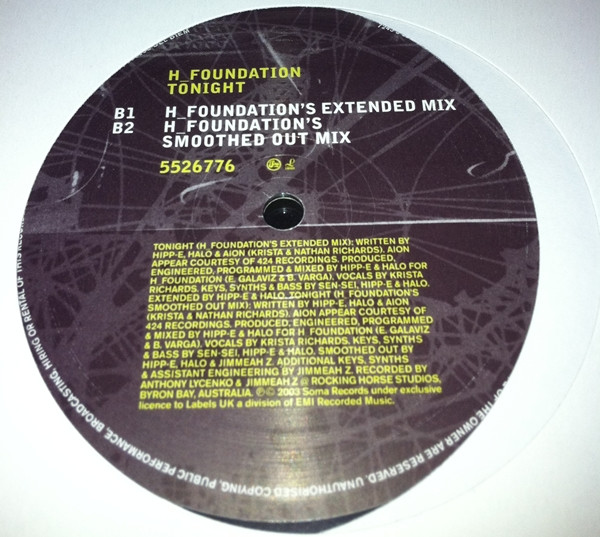 H_FOUNDATION
TONIGHT
B1 H_FOUNDATION'S EXTENDED MIX
B2 H_FOUNDATION'S
SMOOTHED OUT MIX
5526776
TONIGHT (H_FOUNDATION'S EXTENDED MIX): WRITTEN BY
HIPP-E, HALO & AION (KRISTA & NATHAN RICHARDS). AION
APPEAR COURTESY OF 424 RECORDINGS. PRODUCED,
ENGINEERED, PROGRAMMED & MIXED BY HIPP-E & HALO FOR
H_FOUNDATION (E. GALAVIZ & B. VARGA). VOCALS BY KRISTA
RICHARDS. KEYS, SYNTHS & BASS BY SEN-SEI, HIPP-E & HALO.
EXTENDED BY HIPP-E & HALO. TONIGHT (H_FOUNDATION'S
SMOOTHED OUT MIX): WRITTEN BY HIPP-E, HALO & AION
(KRISTA & NATHAN RICHARDS). AION APPEAR COURTESY OF
424 RECORDINGS. PRODUCED, ENGINEERED, PROGRAMMED
& MIXED BY HIPP-E & HALO FOR H_FOUNDATION (E. GALAVIZ
& B. VARGA). VOCALS BY KRISTA RICHARDS. KEYS, SYNTHS
& BASS BY SEN-SEI, HIPP-E & HALO. SMOOTHED OUT BY
HIPP-E, HALO & JIMMEAH Z. ADDITIONAL KEYS, SYNTHS
& ASSISTANT ENGINEERING BY JIMMEAH Z. RECORDED BY
ANTHONY LYCENKO & JIMMEAH Z @ ROCKING HORSE STUDIOS,
BYRON BAY, AUSTRALIA. ℗ © 2003 Soma Records under exclusive
licence to Labels UK a division of EMI Recorded Music.
OF THE OWNER ARE RESERVED. UNAUTHORISED COPYING, PUBLIC PERFORMANCE, BROADCASTING, HIRING OR RENTAL OF THIS